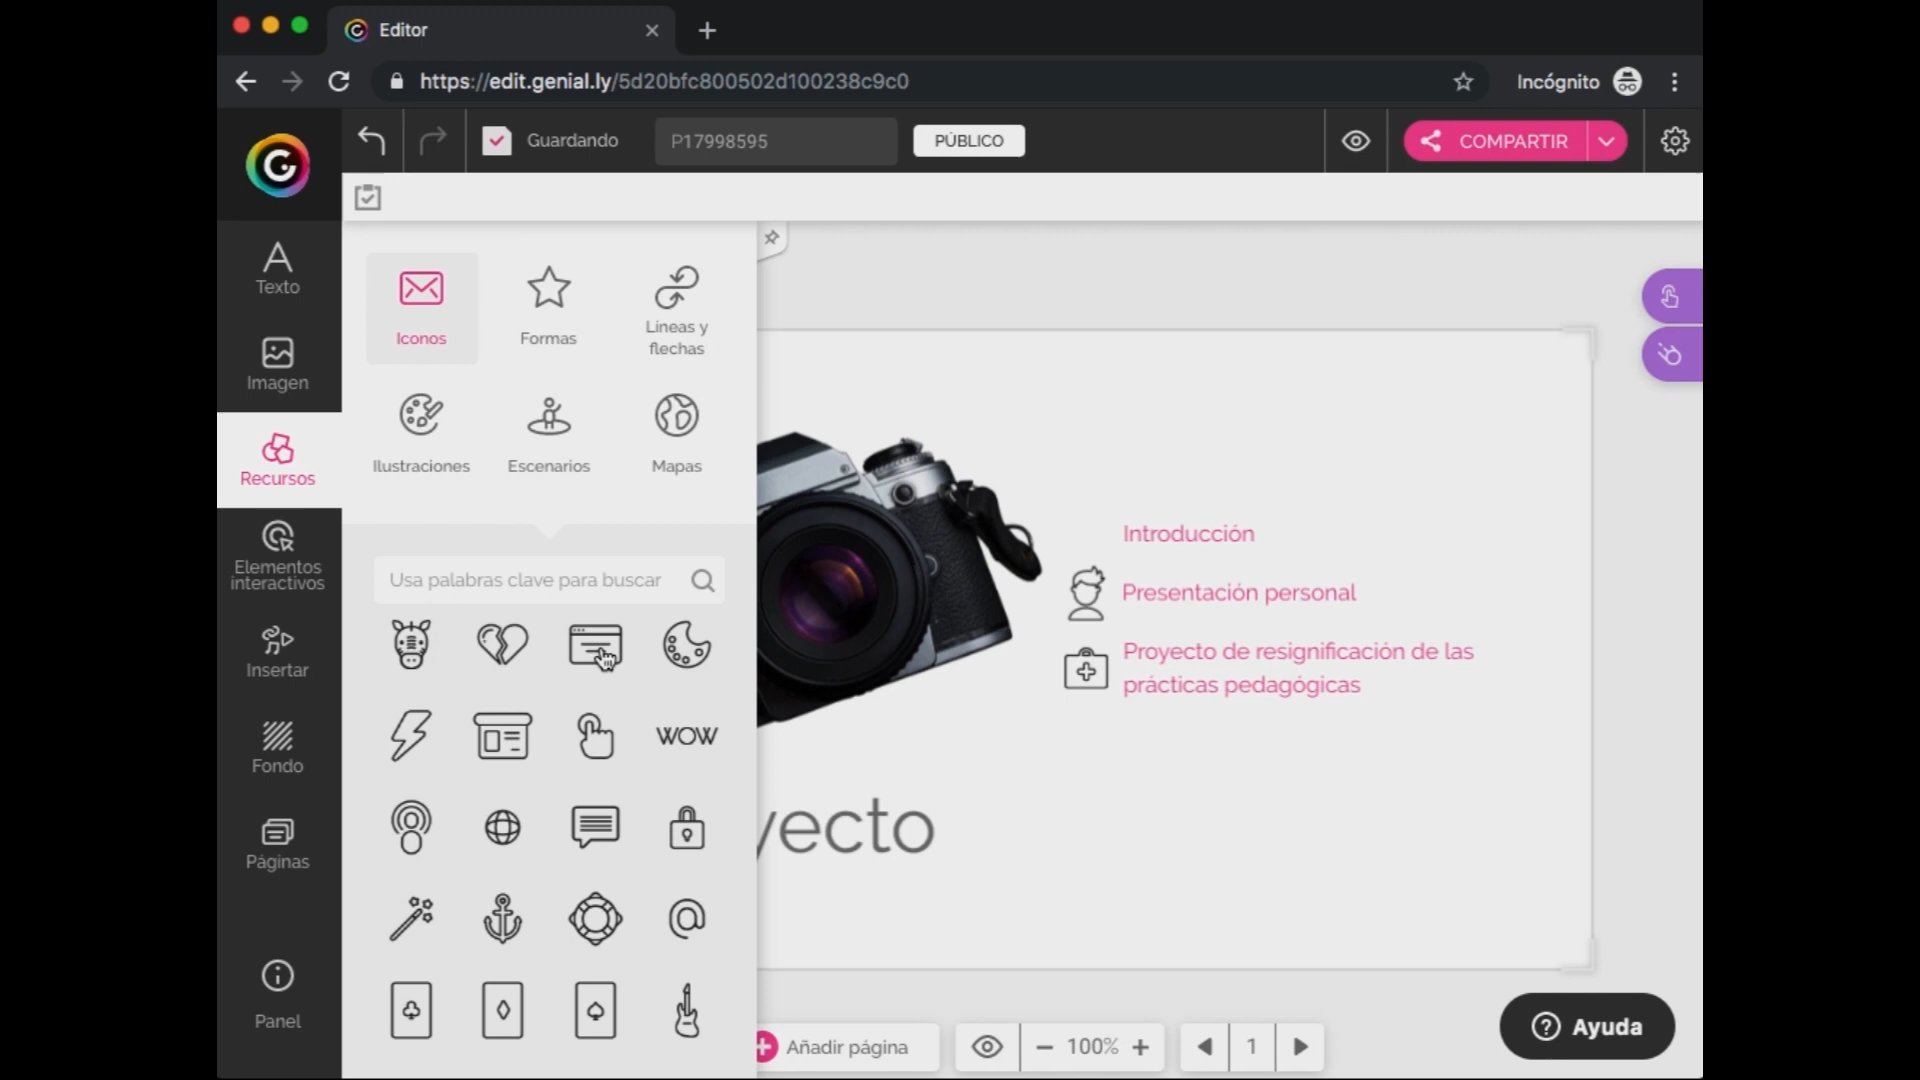 Editor
https://edit.genial.ly/5d20bfc800502d100238c9c0
Incógnito
Guardando
P17998595
PÚBLICO
COMPARTIR
Texto
Imagen
Recursos
Elementos
interactivos
Insertar
Fondo
Páginas
Panel
Iconos
Formas
Lineas y
flechas
Ilustraciones
Escenarios
Mapas
Usa palabras clave para buscar
WOW
Introducción
Presentación personal
Proyecto de resignificación de las
prácticas pedagógicas
yecto
Añadir página
100%
1
Ayuda